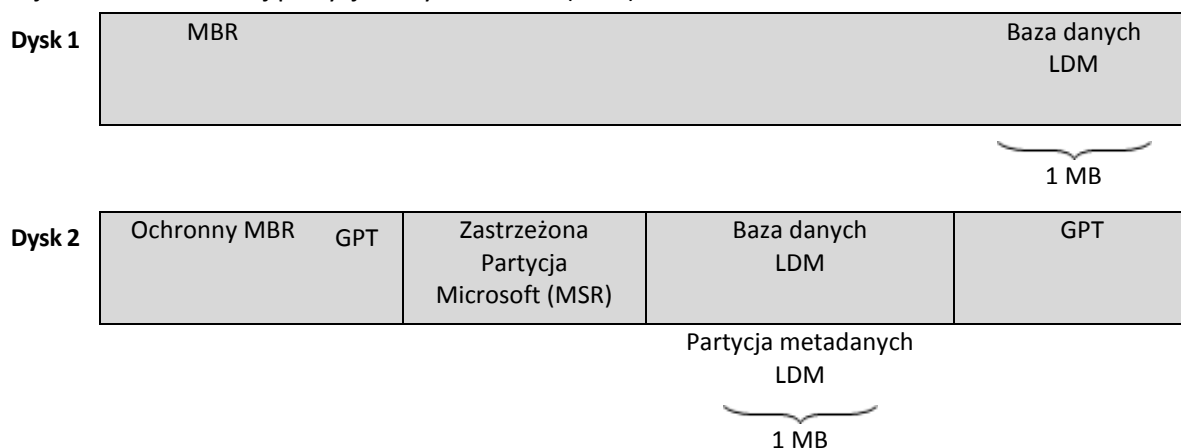 Dysk 1
MBR
Baza danych
LDM
1 MB
Dysk 2
Ochronny MBR
GPT
Zastrzeżona
Partycja
Microsoft (MSR)
Baza danych
LDM
GPT
Partycja metadanych
LDM
1 MB